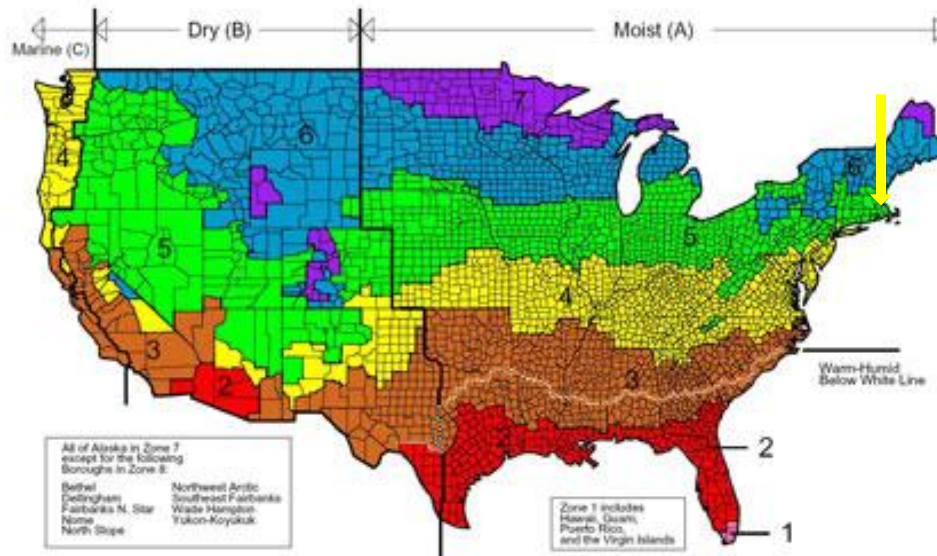 Marine (C)
Dry (B)
Moist (A)
7
6
4
6
5
5
4
3
3
2
Warm-Humid
Below White Line
2
2
1
All of Alaska in Zone 7
except for the following
Boroughs in Zone 8:
Bethel
Dellingham
Fairbanks N. Star
Nome
North Slope
Northwest Arctic
Southeast Fairbanks
Wade Hampton
Yukon-Koyukuk
Zone 1 includes
Hawaii, Guam,
Puerto Rico,
and the Virgin Islands